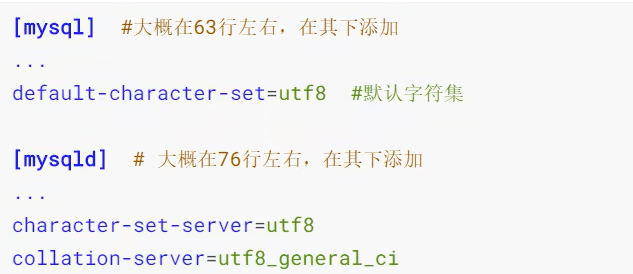 [mysql]  #大概在63行左右，在其下添加
...
default-character-set=utf8  #默认字符集
[mysqld]  # 大概在76行左右，在其下添加
...
character-set-server=utf8
collation-server=utf8_general_ci